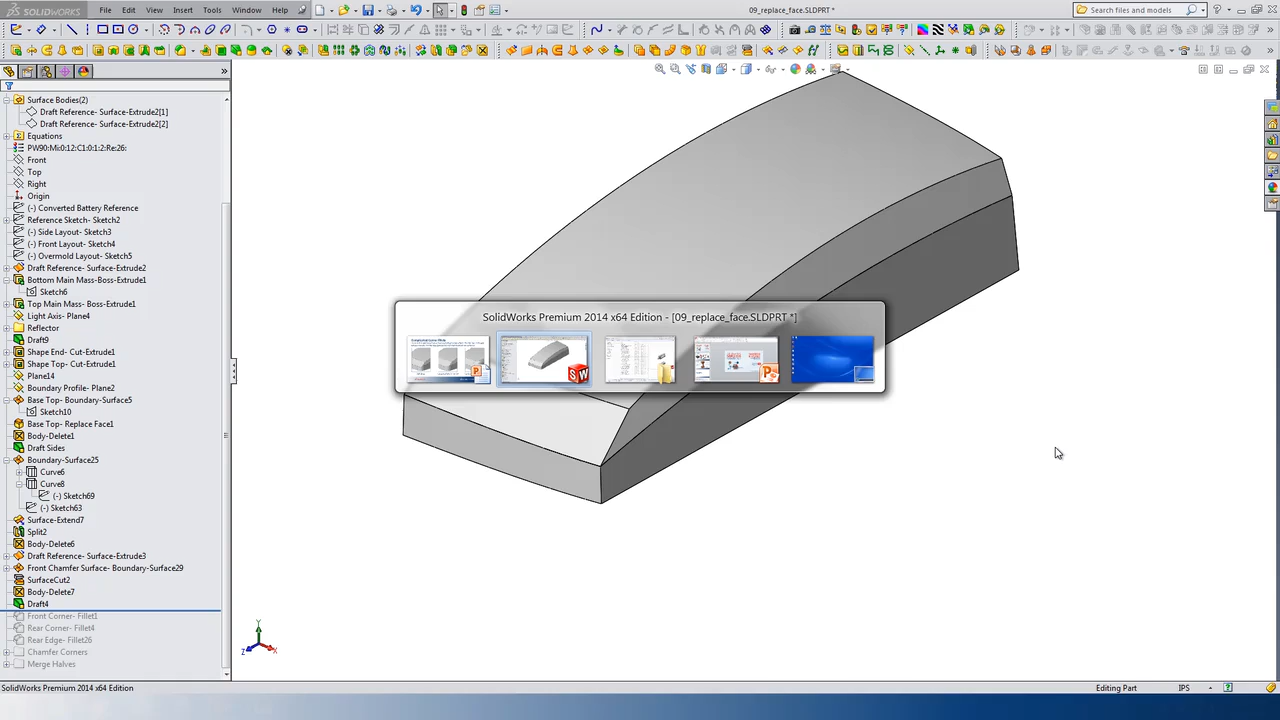 SOLIDWORKS
File
Edit
View
Insert
Tools
Window
Help
09_replace_face.SLDPRT *
Search files and models
Surface Bodies(2)
Draft Reference- Surface-Extrude2[1]
Draft Reference- Surface-Extrude2[2]
Equations
PW90:Mi:0:12:C1:0:1:2:Re:26:
Front
Top
Right
Origin
(-) Converted Battery Reference
Reference Sketch- Sketch2
(-) Side Layout- Sketch3
(-) Front Layout- Sketch4
(-) Overmold Layout- Sketch5
Draft Reference- Surface-Extrude2
Bottom Main Mass-Boss-Extrude1
Sketch6
Top Main Mass- Boss-Extrude1
Light Axis- Plane4
Reflector
Draft9
Shape End- Cut-Extrude1
Shape Top- Cut-Extrude1
Plane14
Boundary Profile- Plane2
Base Top- Boundary-Surface5
Sketch10
Base Top- Replace Face1
Body-Delete1
Draft Sides
Boundary-Surface25
Curve6
Curve8
(-) Sketch69
(-) Sketch63
Surface-Extend7
Split2
Body-Delete6
Draft Reference- Surface-Extrude3
Front Chamfer Surface- Boundary-Surface29
SurfaceCut2
Body-Delete7
Draft4
Front Corner- Fillet1
Rear Corner- Fillet4
Rear Edge- Fillet26
Chamfer Corners
Merge Halves
SolidWorks Premium 2014 x64 Edition - [09_replace_face.SLDPRT *]
Y
X
Z
SolidWorks Premium 2014 x64 Edition
Editing Part
IPS